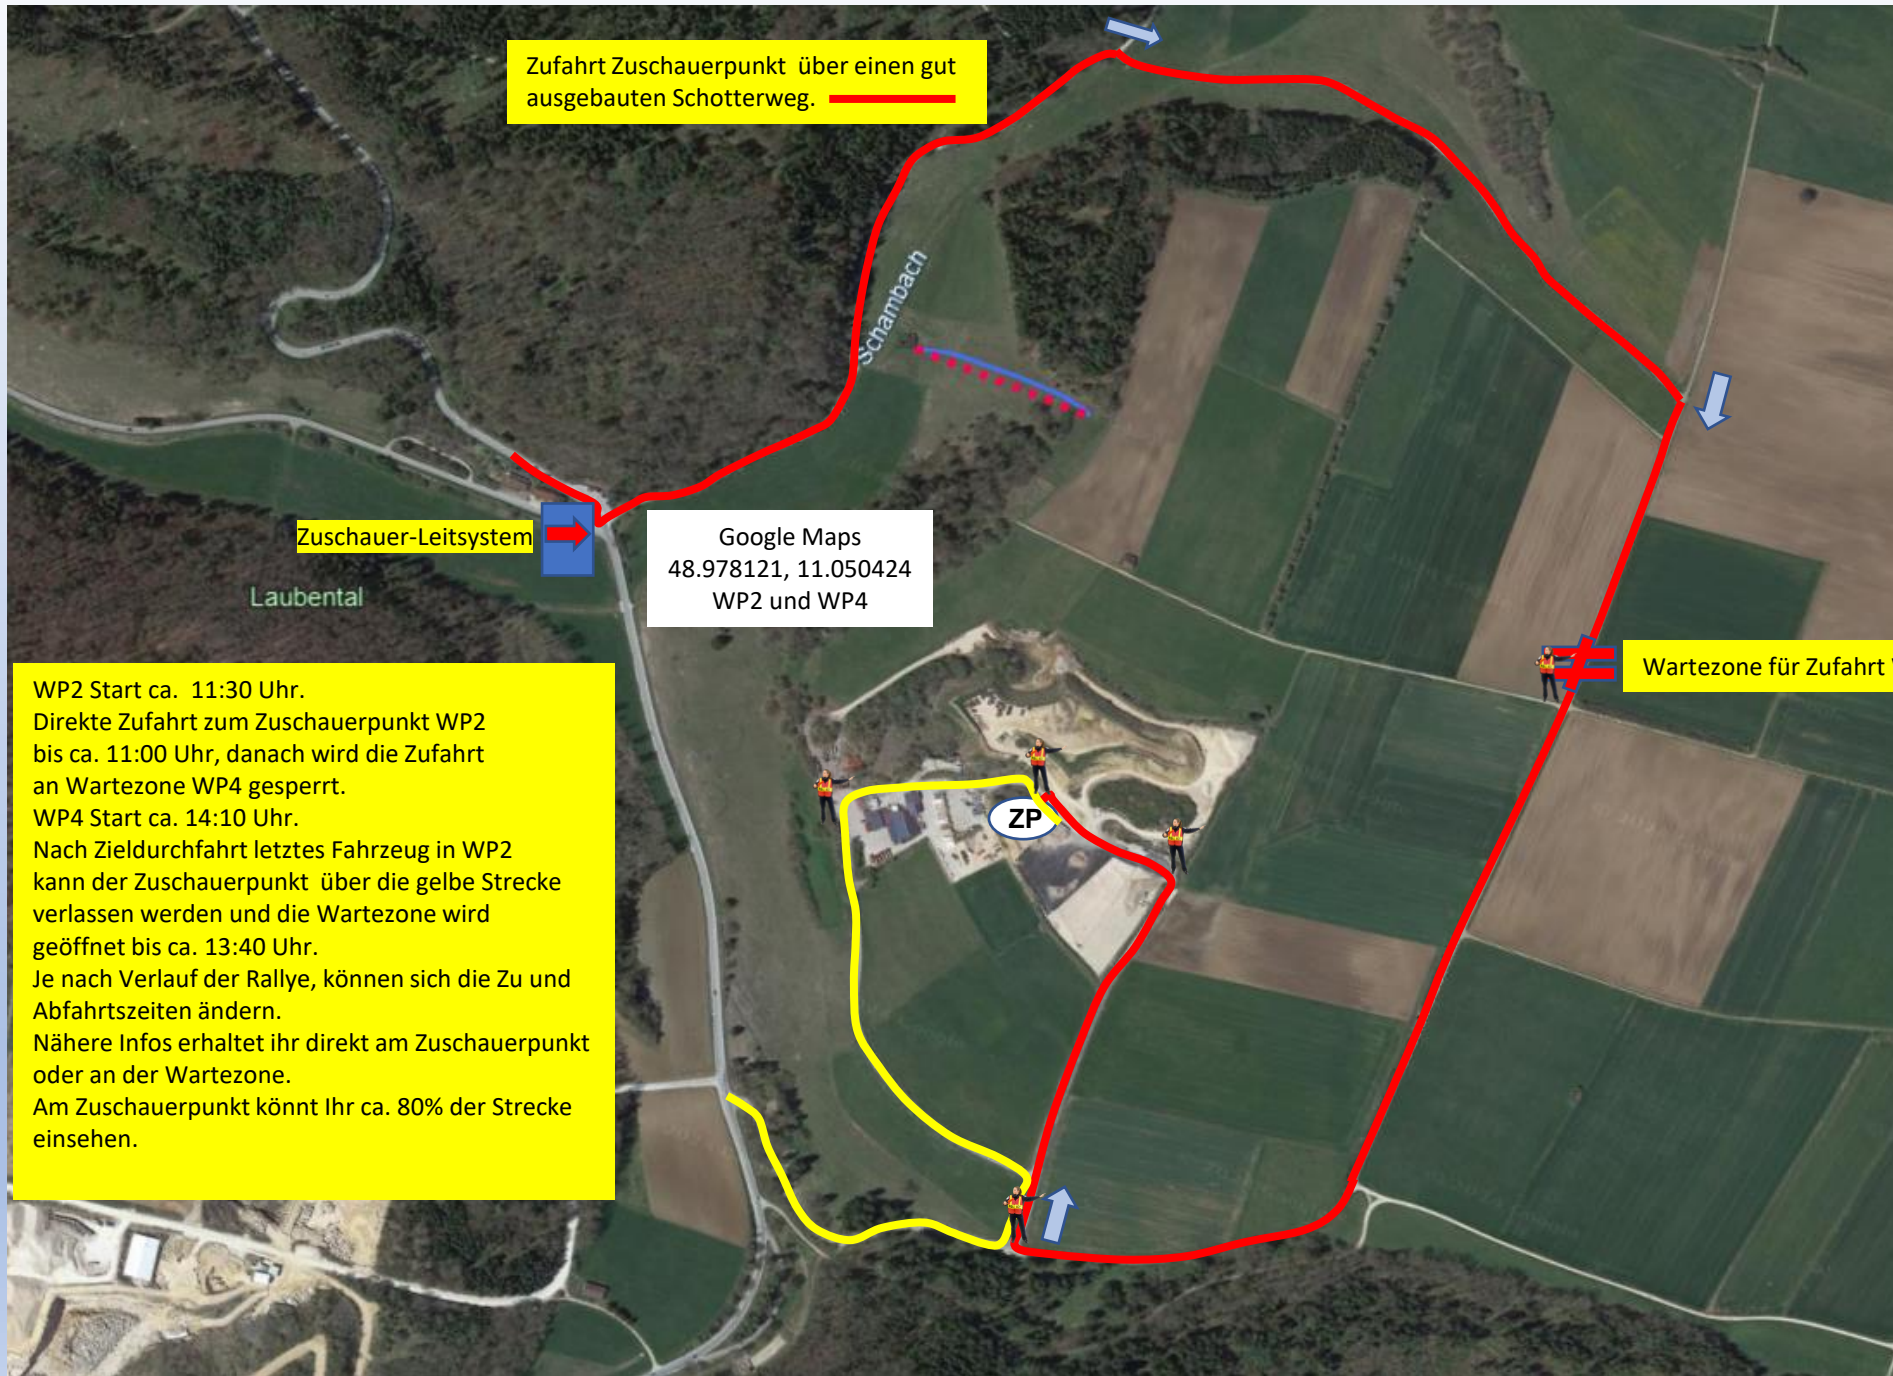 Zufahrt Zuschauerpunkt über einen gut
ausgebauten Schotterweg.
Schambach
Zuschauer-Leitsystem
Google Maps
48.978121, 11.050424
WP2 und WP4
Laubental
Wartezone für Zufahrt
WP2 Start ca. 11:30 Uhr.
Direkte Zufahrt zum Zuschauerpunkt WP2
bis ca. 11:00 Uhr, danach wird die Zufahrt
an Wartezone WP4 gesperrt.
WP4 Start ca. 14:10 Uhr.
Nach Zieldurchfahrt letztes Fahrzeug in WP2
kann der Zuschauerpunkt über die gelbe Strecke
verlassen werden und die Wartezone wird
geöffnet bis ca. 13:40 Uhr.
Je nach Verlauf der Rallye, können sich die Zu und
Abfahrtszeiten ändern.
Nähere Infos erhaltet ihr direkt am Zuschauerpunkt
oder an der Wartezone.
Am Zuschauerpunkt könnt Ihr ca. 80% der Strecke
einsehen.
ZP